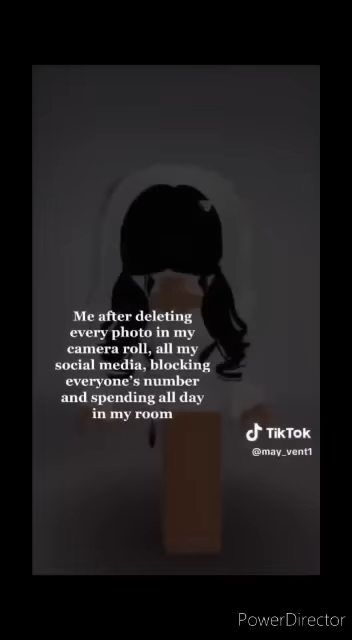 Me after deleting
every photo in my
camera roll, all my
social media, blocking
everyone's number
and spending all day
in my room
TikTok
@may_vent1
PowerDirector